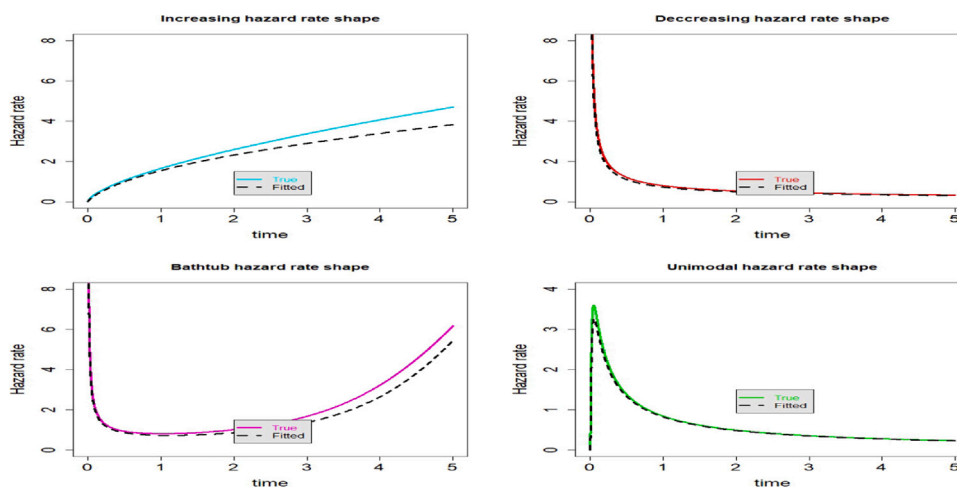 Increasing hazard rate shape
Hazard rate
8
6
4
2
0
0 1 2 3 4 5
time
True
Fitted
Deccreasing hazard rate shape
Hazard rate
8
6
4
2
0
0 1 2 3 4 5
time
True
Fitted
Bathtub hazard rate shape
Hazard rate
8
6
4
2
0
0 1 2 3 4 5
time
True
Fitted
Unimodal hazard rate shape
Hazard rate
4
3
2
1
0
0 1 2 3 4 5
time
True
Fitted